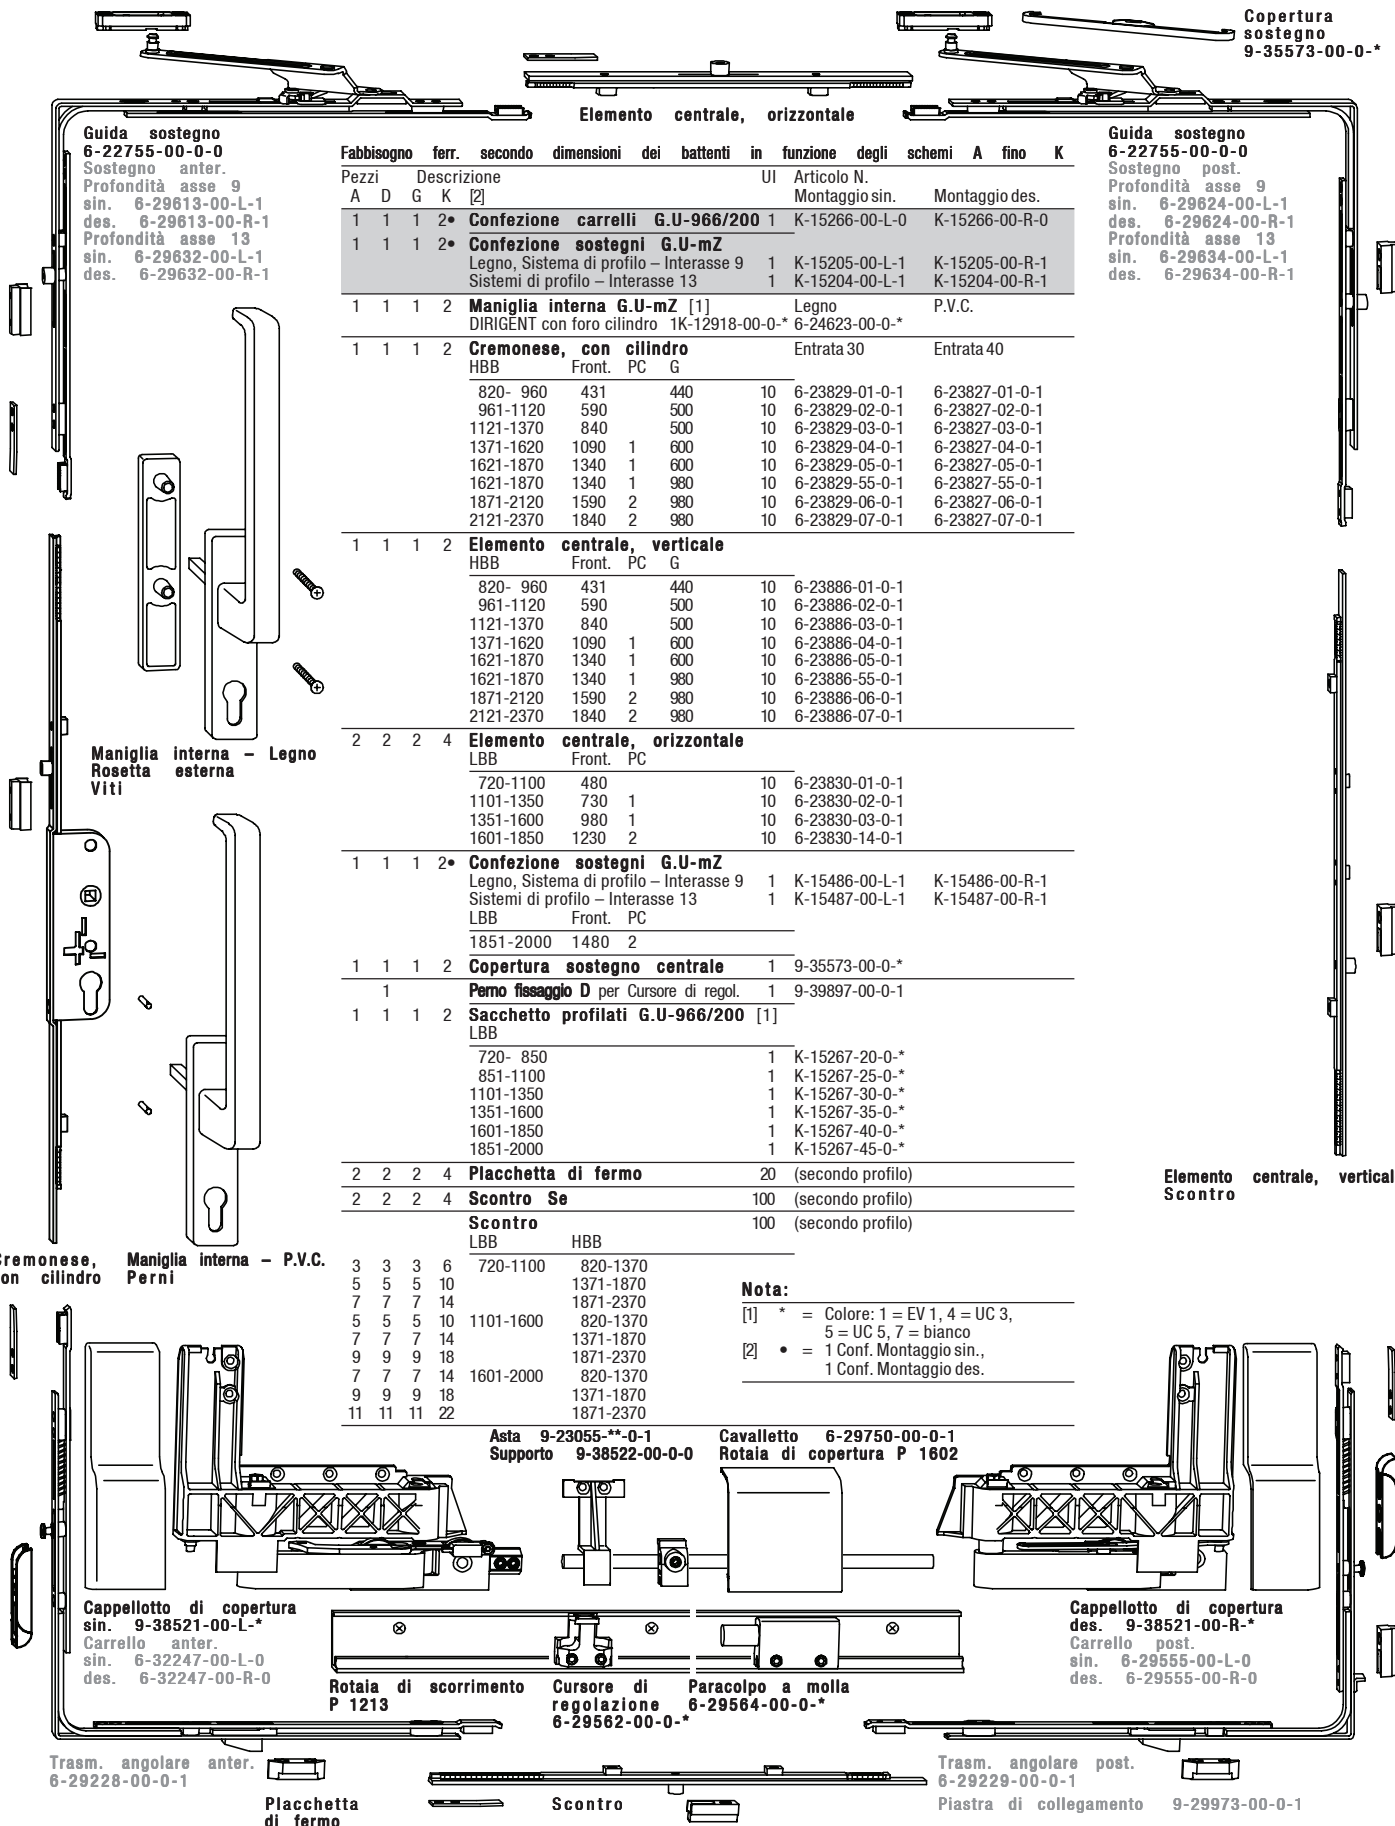 Copertura
sostegno
9-35573-00-0-*
Elemento centrale, orizzontale
Guida sostegno
6-22755-00-0-0
Sostegno anter.
Profondità asse 9
sin. 6-29613-00-L-1
des. 6-29613-00-R-1
Profondità asse 13
sin. 6-29632-00-L-1
des. 6-29632-00-R-1
Guida sostegno
6-22755-00-0-0
Sostegno post.
Profondità asse 9
sin. 6-29624-00-L-1
des. 6-29624-00-R-1
Profondità asse 13
sin. 6-29634-00-L-1
des. 6-29634-00-R-1
Fabbisogno ferr. secondo dimensioni dei battenti in funzione degli schemi A fino K
Pezzi Descrizione UI Articolo N.
A D G K [2] Montaggio sin. Montaggio des.
1 1 1 2• Confezione carrelli G.U-966/200 1 K-15266-00-L-0 K-15266-00-R-0
1 1 1 2• Confezione sostegni G.U-mZ
Legno, Sistema di profilo – Interasse 9 1 K-15205-00-L-1 K-15205-00-R-1
Sistemi di profilo – Interasse 13 1 K-15204-00-L-1 K-15204-00-R-1
1 1 1 2 Maniglia interna G.U-mZ [1] Legno P.V.C.
DIRIGENT con foro cilindro 1K-12918-00-0-* 6-24623-00-0-*
1 1 1 2 Cremonese, con cilindro Entrata 30 Entrata 40
HBB Front. PC G
820- 960 431 440 10 6-23829-01-0-1 6-23827-01-0-1
961-1120 590 500 10 6-23829-02-0-1 6-23827-02-0-1
1121-1370 840 500 10 6-23829-03-0-1 6-23827-03-0-1
1371-1620 1090 1 600 10 6-23829-04-0-1 6-23827-04-0-1
1621-1870 1340 1 600 10 6-23829-05-0-1 6-23827-05-0-1
1621-1870 1340 1 980 10 6-23829-55-0-1 6-23827-55-0-1
1871-2120 1590 2 980 10 6-23829-06-0-1 6-23827-06-0-1
2121-2370 1840 2 980 10 6-23829-07-0-1 6-23827-07-0-1
1 1 1 2 Elemento centrale, verticale
HBB Front. PC G
820- 960 431 440 10 6-23886-01-0-1
961-1120 590 500 10 6-23886-02-0-1
1121-1370 840 500 10 6-23886-03-0-1
1371-1620 1090 1 600 10 6-23886-04-0-1
1621-1870 1340 1 600 10 6-23886-05-0-1
1621-1870 1340 1 980 10 6-23886-55-0-1
1871-2120 1590 2 980 10 6-23886-06-0-1
2121-2370 1840 2 980 10 6-23886-07-0-1
2 2 2 4 Elemento centrale, orizzontale
LBB Front. PC
720-1100 480 10 6-23830-01-0-1
1101-1350 730 1 10 6-23830-02-0-1
1351-1600 980 1 10 6-23830-03-0-1
1601-1850 1230 2 10 6-23830-14-0-1
1 1 1 2• Confezione sostegni G.U-mZ
Legno, Sistema di profilo – Interasse 9 1 K-15486-00-L-1 K-15486-00-R-1
Sistemi di profilo – Interasse 13 1 K-15487-00-L-1 K-15487-00-R-1
LBB Front. PC
1851-2000 1480 2
1 1 1 2 Copertura sostegno centrale 1 9-35573-00-0-*
1 Perno fissaggio D per Cursore di regol. 1 9-39897-00-0-1
1 1 1 2 Sacchetto profilati G.U-966/200 [1]
LBB
720- 850 1 K-15267-20-0-*
851-1100 1 K-15267-25-0-*
1101-1350 1 K-15267-30-0-*
1351-1600 1 K-15267-35-0-*
1601-1850 1 K-15267-40-0-*
1851-2000 1 K-15267-45-0-*
2 2 2 4 Placchetta di fermo 20 (secondo profilo)
2 2 2 4 Scontro Se 100 (secondo profilo)
Scontro 100 (secondo profilo)
LBB HBB
3 3 3 6 720-1100 820-1370
5 5 5 10 1371-1870
7 7 7 14 1871-2370
5 5 5 10 1101-1600 820-1370
7 7 7 14 1371-1870
9 9 9 18 1871-2370
7 7 7 14 1601-2000 820-1370
9 9 9 18 1371-1870
11 11 11 22 1871-2370
Nota:
[1] * = Colore: 1 = EV 1, 4 = UC 3,
5 = UC 5, 7 = bianco
[2] • = 1 Conf. Montaggio sin.,
1 Conf. Montaggio des.
Maniglia interna – Legno
Rosetta esterna
Viti
Elemento centrale, vertical
Scontro
Cremonese,
on cilindro
Maniglia interna – P.V.C.
Perni
Asta 9-23055-**-0-1
Supporto 9-38522-00-0-0
Cavalletto 6-29750-00-0-1
Rotaia di copertura P 1602
Cappellotto di copertura
sin. 9-38521-00-L-*
Carrello anter.
sin. 6-32247-00-L-0
des. 6-32247-00-R-0
Cappellotto di copertura
des. 9-38521-00-R-*
Carrello post.
sin. 6-29555-00-L-0
des. 6-29555-00-R-0
Rotaia di scorrimento
P 1213
Cursore di
regolazione
6-29562-00-0-*
Paracolpo a molla
6-29564-00-0-*
Trasm. angolare anter.
6-29228-00-0-1
Placchetta
di fermo
Scontro
Trasm. angolare post.
6-29229-00-0-1
Piastra di collegamento 9-29973-00-0-1